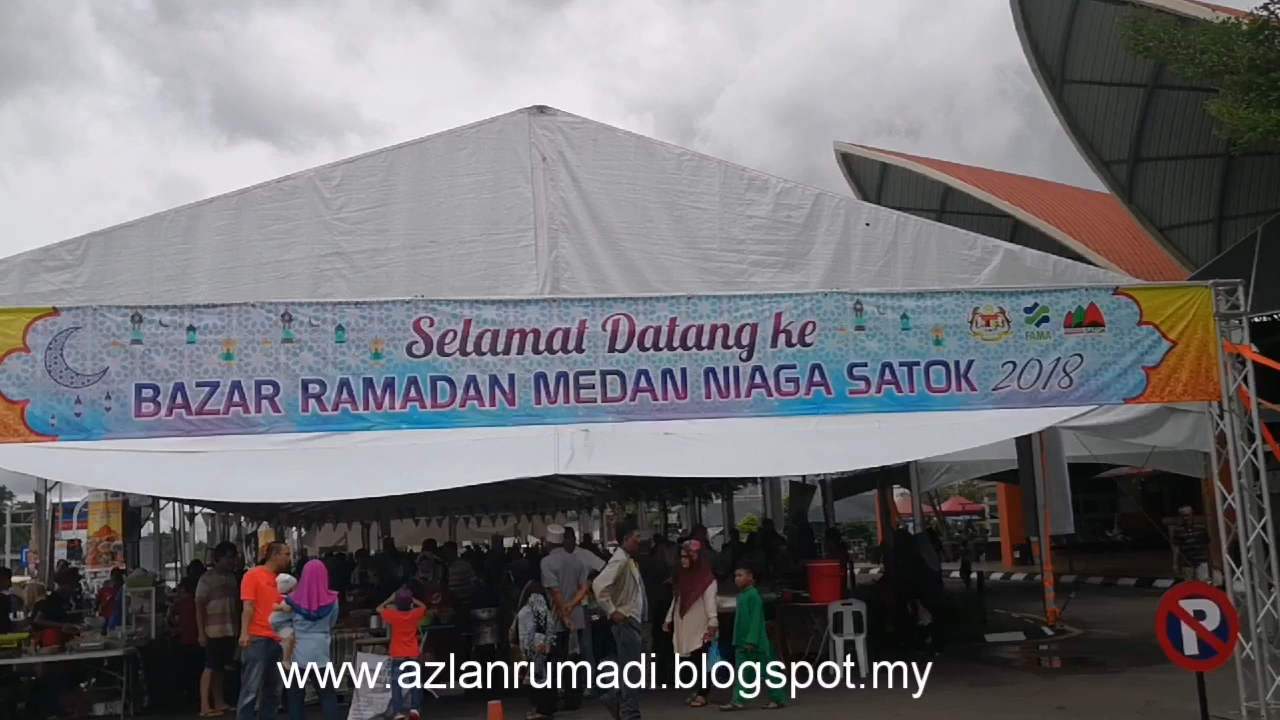 Selamat Datang ke
BAZAR RAMADAN MEDAN NIAGA SATOK 2018
FAMA
P
www.azlanrumadi.blogspot.my